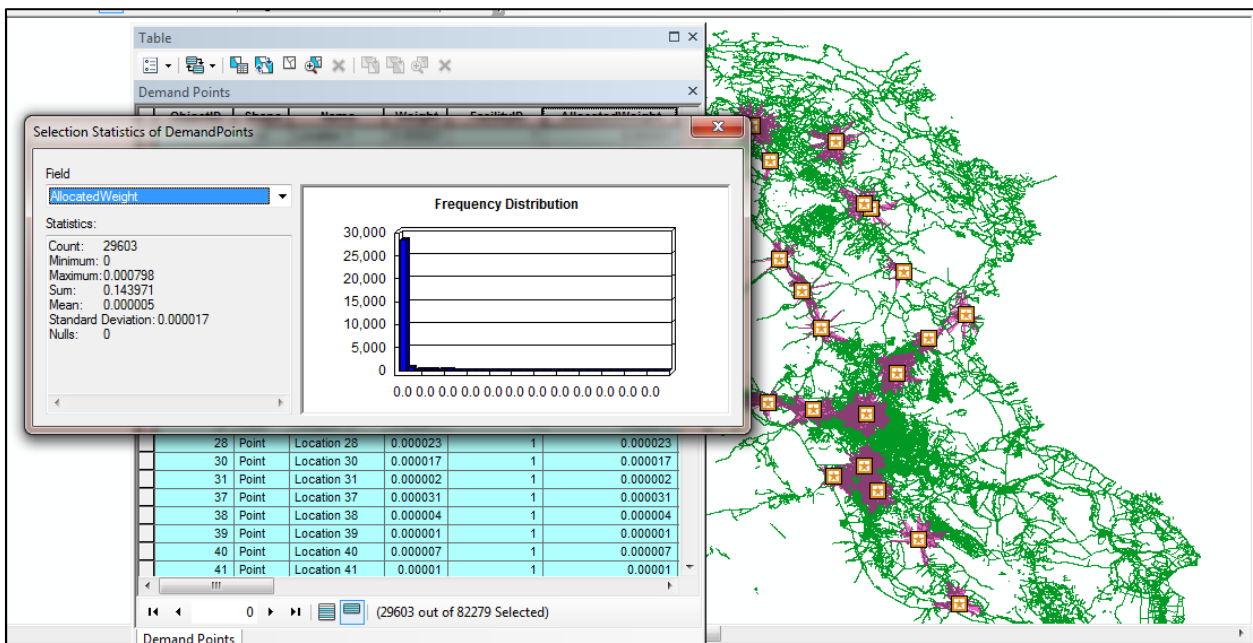 Table
Demand Points
ObjectID Shape Name Weight FacilityID AllocatedWeight
Selection Statistics of DemandPoints
Field
AllocatedWeight
Statistics:
Count: 29603
Minimum: 0
Maximum: 0.000798
Sum: 0.143971
Mean: 0.000005
Standard Deviation: 0.000017
Nulls: 0
Frequency Distribution
30,000
25,000
20,000
15,000
10,000
5,000
0
0.0 0.0 0.0 0.0 0.0 0.0 0.0 0.0 0.0 0.0 0.0 0.0
28 Point Location 28 0.000023 1 0.000023
30 Point Location 30 0.000017 1 0.000017
31 Point Location 31 0.000002 1 0.000002
37 Point Location 37 0.000031 1 0.000031
38 Point Location 38 0.000004 1 0.000004
39 Point Location 39 0.000001 1 0.000001
40 Point Location 40 0.000007 1 0.000007
41 Point Location 41 0.00001 1 0.00001
0 (29603 out of 82279 Selected)
Demand Points